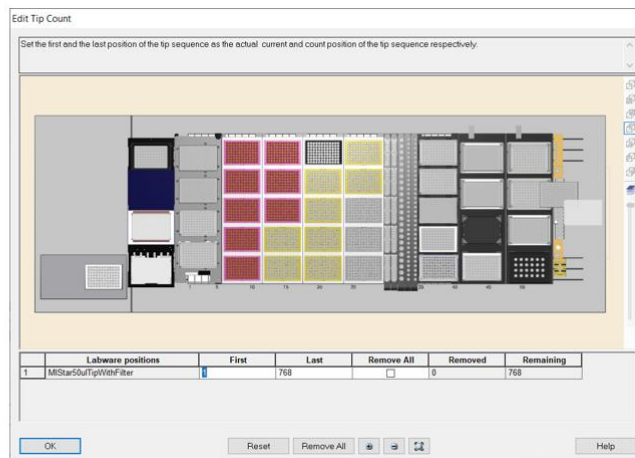 Edit Tip Count
Set the first and the last position of the tip sequence as the actual current and count position of the tip sequence respectively.
1 5 10 15 20 25 35 40 45 50
Labware positions First Last Remove All Removed Remaining
1 MlStar50ulTipWithFilter 1 768 0 768
OK Reset Remove All Help